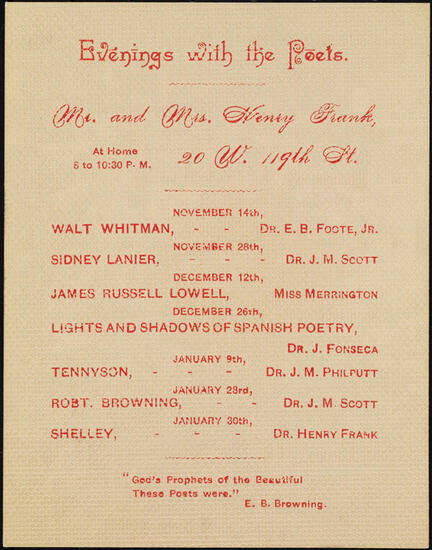 Evenings with the Poets.
Mr. and Mrs. Henry Frank,
At Home
8 to 10:30 P. M.
20 W. 119th St.
NOVEMBER 14th,
WALT WHITMAN, - - DR. E. B. FOOTE, JR.
NOVEMBER 28th,
SIDNEY LANIER, - - - DR. J. M. SCOTT
DECEMBER 12th,
JAMES RUSSELL LOWELL, MISS MERRINGTON
DECEMBER 26th,
LIGHTS AND SHADOWS OF SPANISH POETRY,
DR. J. FONSECA
JANUARY 9th,
TENNYSON, - - - DR. J. M. PHILPUTT
JANUARY 23rd,
ROBT. BROWNING, - - DR. J. M. SCOTT
JANUARY 30th,
SHELLEY, - - - DR. HENRY FRANK
"God's Prophets of the Beautiful
These Poets were."
E. B. Browning.